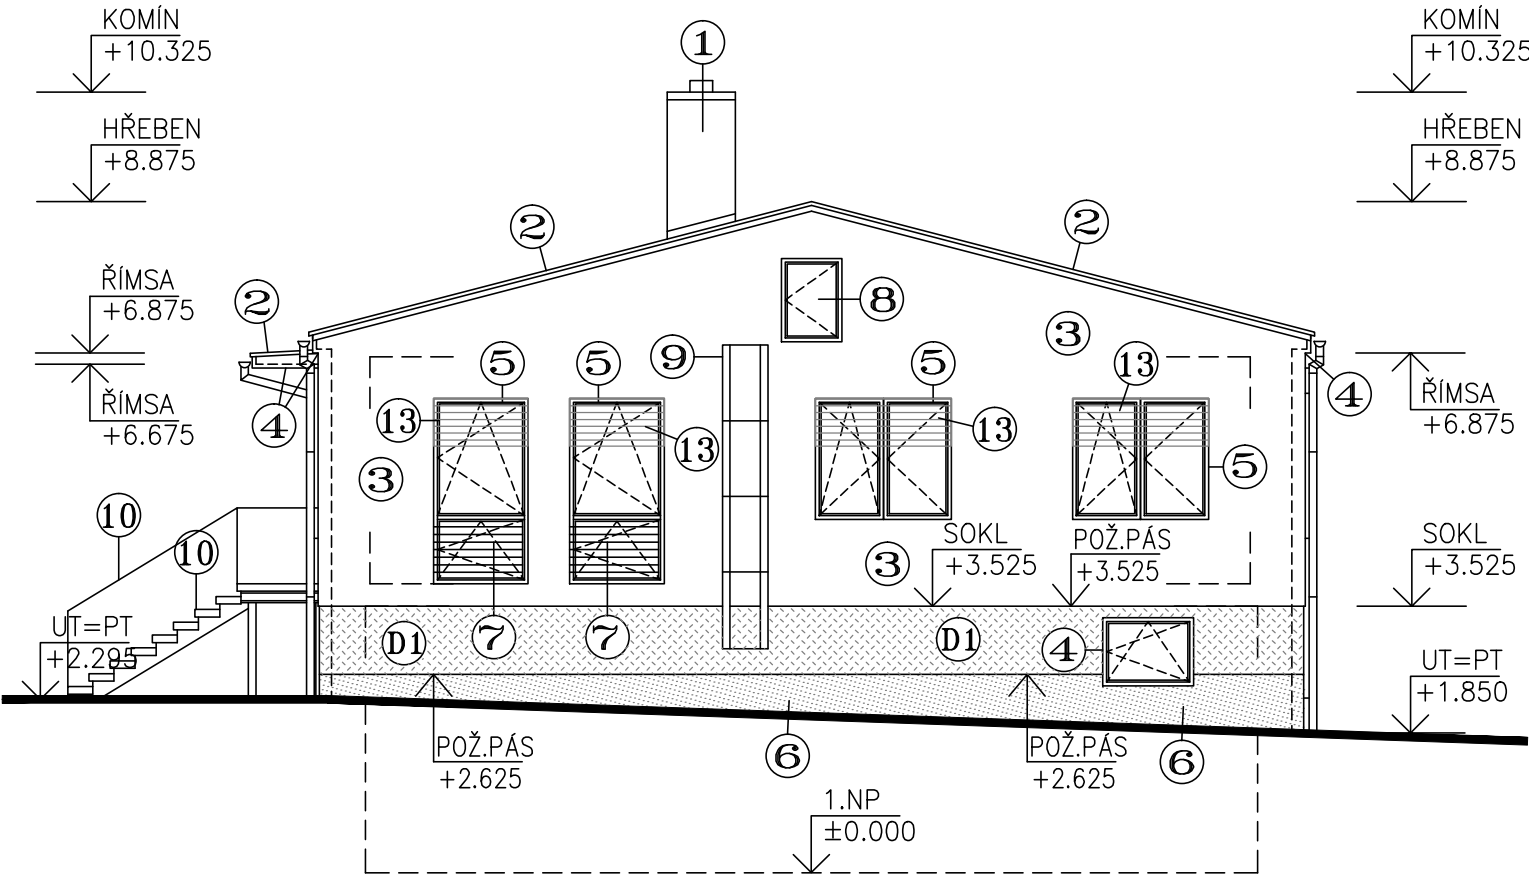 KOMÍN
+10.325
KOMÍN
+10.325
1
HŘEBEN
+8.875
HŘEBEN
+8.875
2
2
ŘÍMSA
+6.875
2
8
3
9
5
5
5
13
ŘÍMSA
+6.675
4
13
13
13
4
ŘÍMSA
+6.875
3
5
10
10
SOKL
+3.525
POŽ.PÁS
+3.525
SOKL
+3.525
3
UT=PT
+2.295
D1
7
7
D1
4
UT=PT
+1.850
POŽ.PÁS
+2.625
6
POŽ.PÁS
+2.625
6
1.NP
±0.000